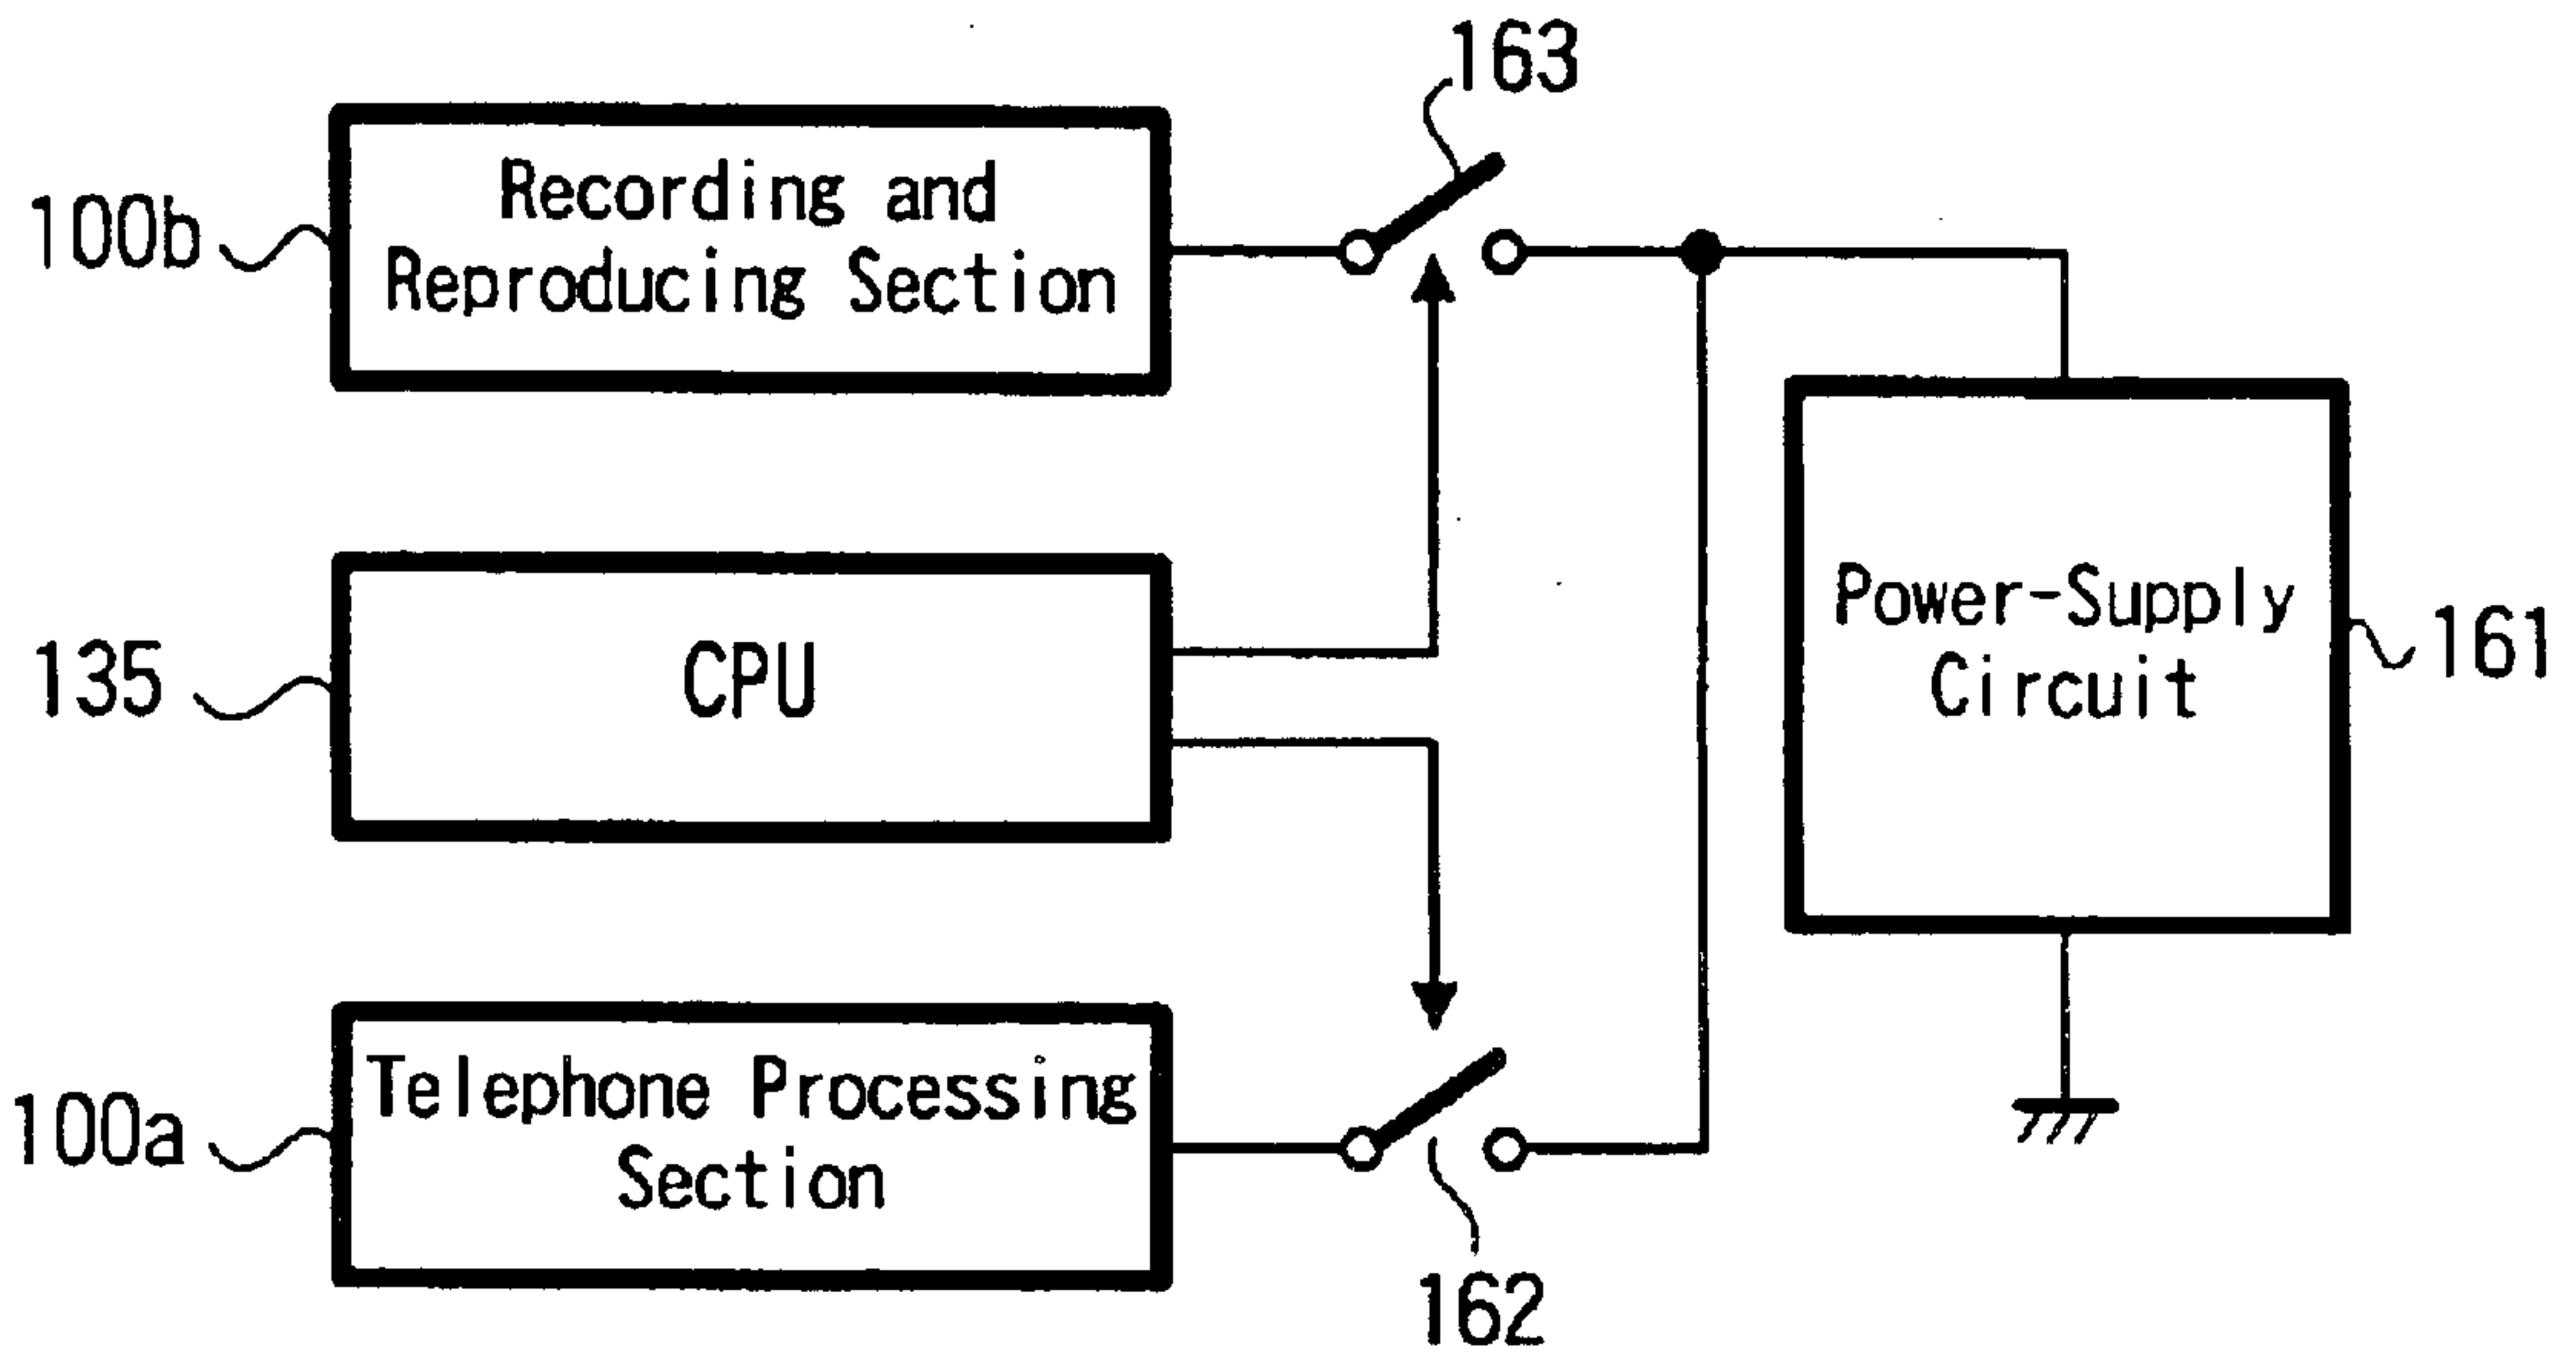 163
100b
Recording and
Reproducing Section
135
CPU
Power-Supply
Circuit
161
100a
Telephone Processing
Section
162